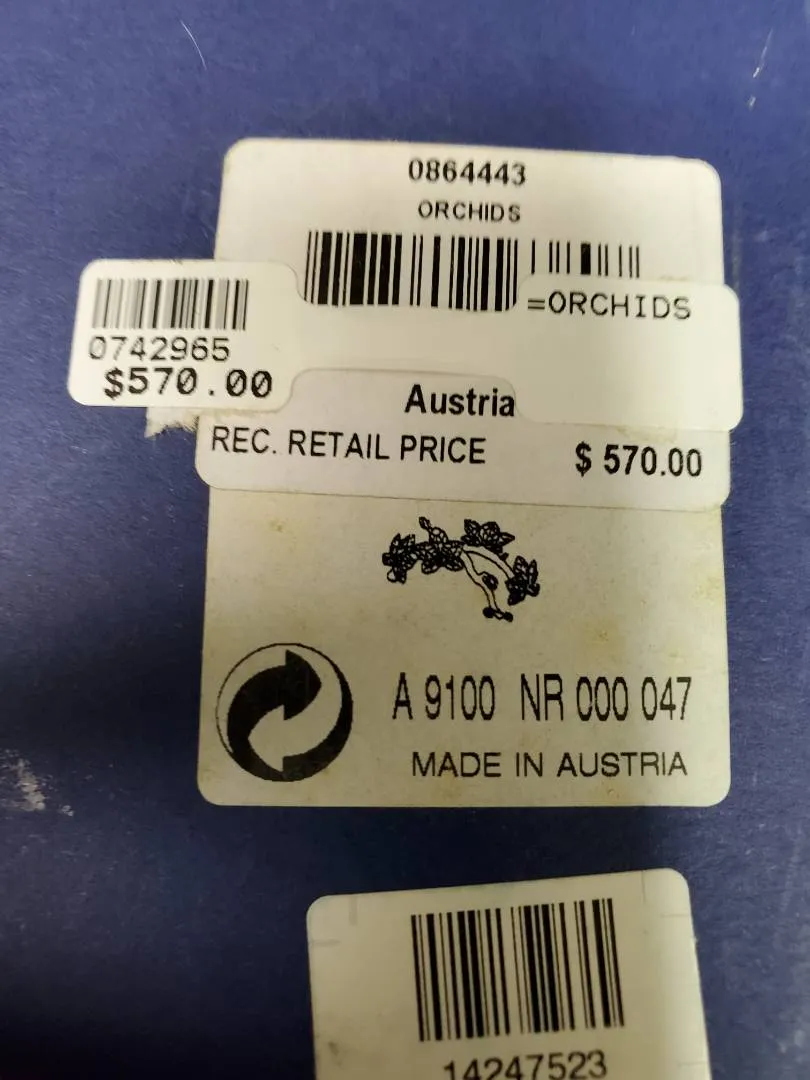 0864443
ORCHIDS
=ORCHIDS
0742965
$570.00
Austria
REC. RETAIL PRICE $ 570.00
A 9100 NR 000 047
MADE IN AUSTRIA
14247523